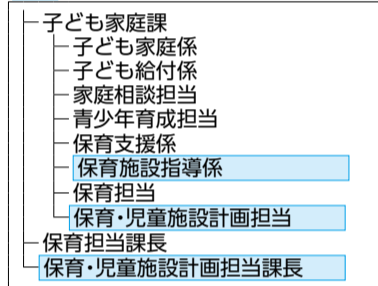 子ども家庭課
子ども家庭係
子ども給付係
家庭相談担当
青少年育成担当
保育支援係
保育施設指導係
保育担当
保育・児童施設計画担当
保育担当課長
保育・児童施設計画担当課長